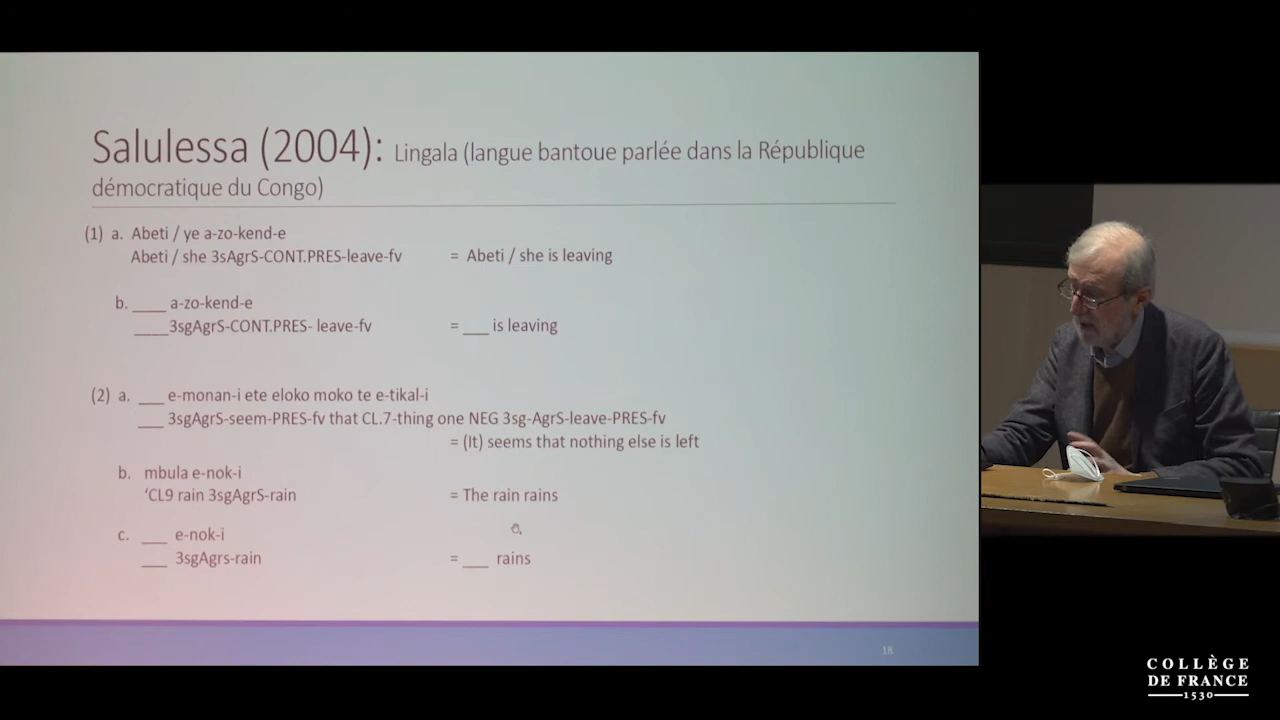 Salulessa (2004): Lingala (langue bantoue parlée dans la République
démocratique du Congo)
(1) a. Abeti / ye a-zo-kend-e
Abeti / she 3sAgrS-CONT.PRES-leave-fv = Abeti / she is leaving
b. ____ a-zo-kend-e
____3sgAgrS-CONT.PRES- leave-fv = ___ is leaving
(2) a. ___ e-monan-i ete eloko moko te e-tikal-i
___ 3sgAgrS-seem-PRES-fv that CL.7-thing one NEG 3sg-AgrS-leave-PRES-fv
= (It) seems that nothing else is left
b. mbula e-nok-i
‘CL9 rain 3sgAgrS-rain = The rain rains
c. ___ e-nok-i
___ 3sgAgrs-rain = ___ rains
18
COLLÈGE
DE FRANCE
1530